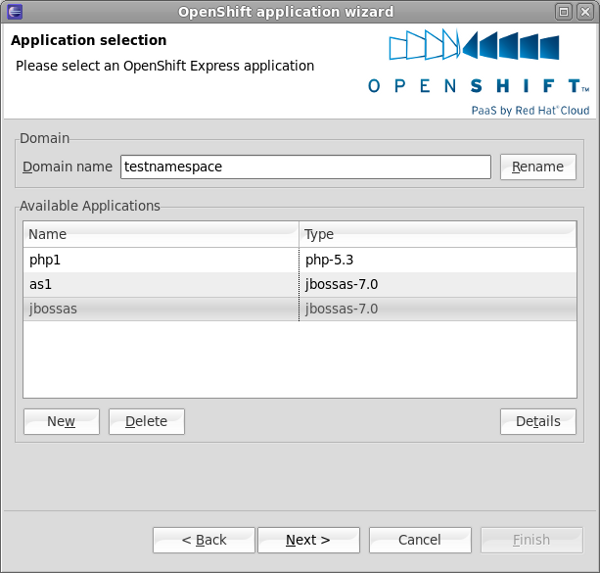 OpenShift application wizard
Application selection
Please select an OpenShift Express application
OPENSHIFT™
PaaS by Red Hat® Cloud
Domain
Domain name testnamespace Rename
Available Applications
Name Type
php1 php-5.3
as1 jbossas-7.0
jbossas jbossas-7.0
New Delete Details
< Back Next > Cancel Finish